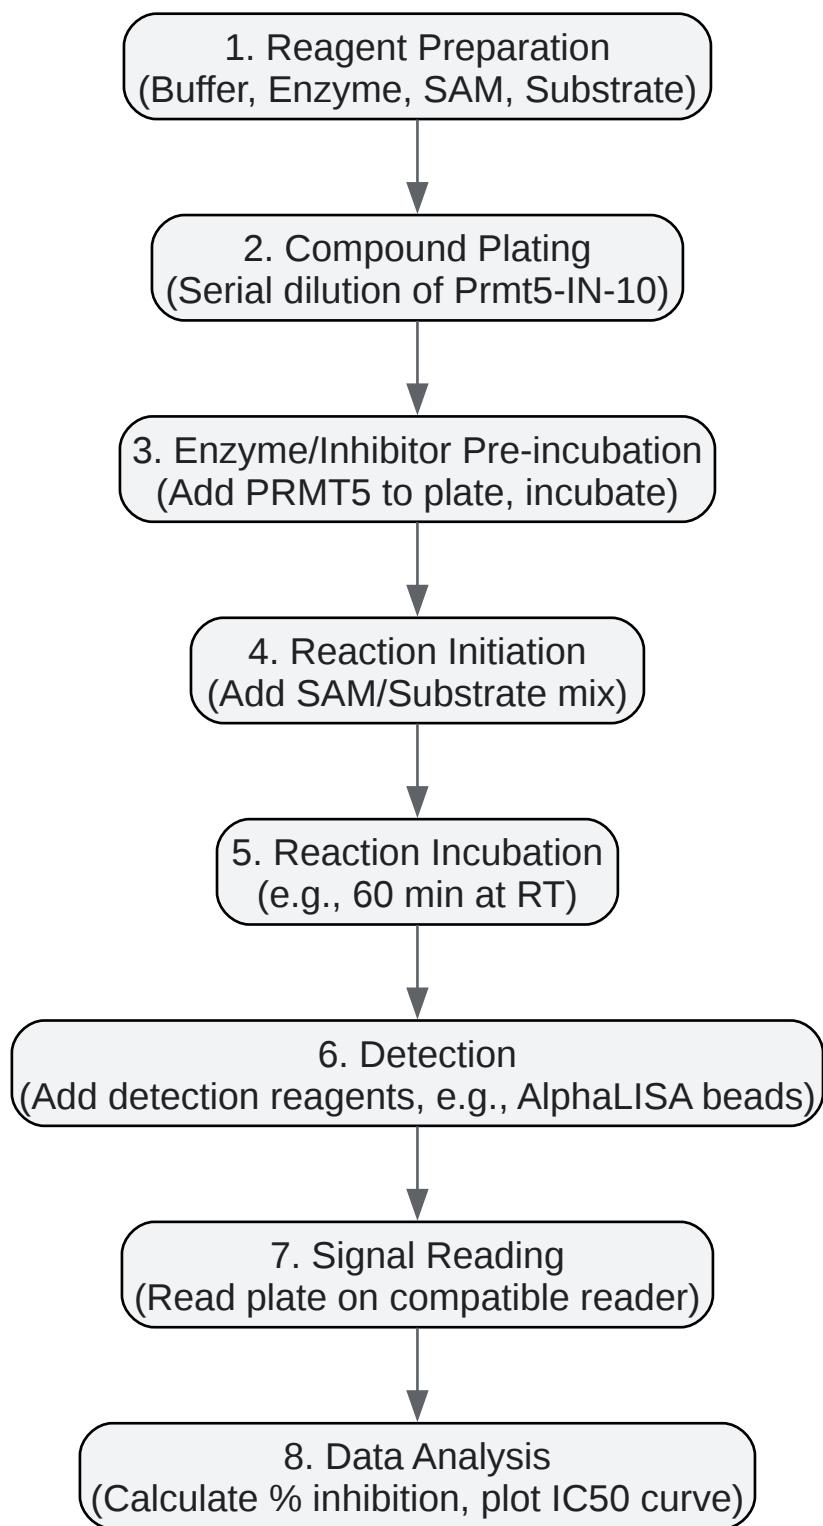 1. Reagent Preparation
(Buffer, Enzyme, SAM, Substrate)
2. Compound Plating
(Serial dilution of Prmt5-IN-10)
3. Enzyme/Inhibitor Pre-incubation
(Add PRMT5 to plate, incubate)
4. Reaction Initiation
(Add SAM/Substrate mix)
5. Reaction Incubation
(e.g., 60 min at RT)
6. Detection
(Add detection reagents, e.g., AlphaLISA beads)
7. Signal Reading
(Read plate on compatible reader)
8. Data Analysis
(Calculate % inhibition, plot IC50 curve)